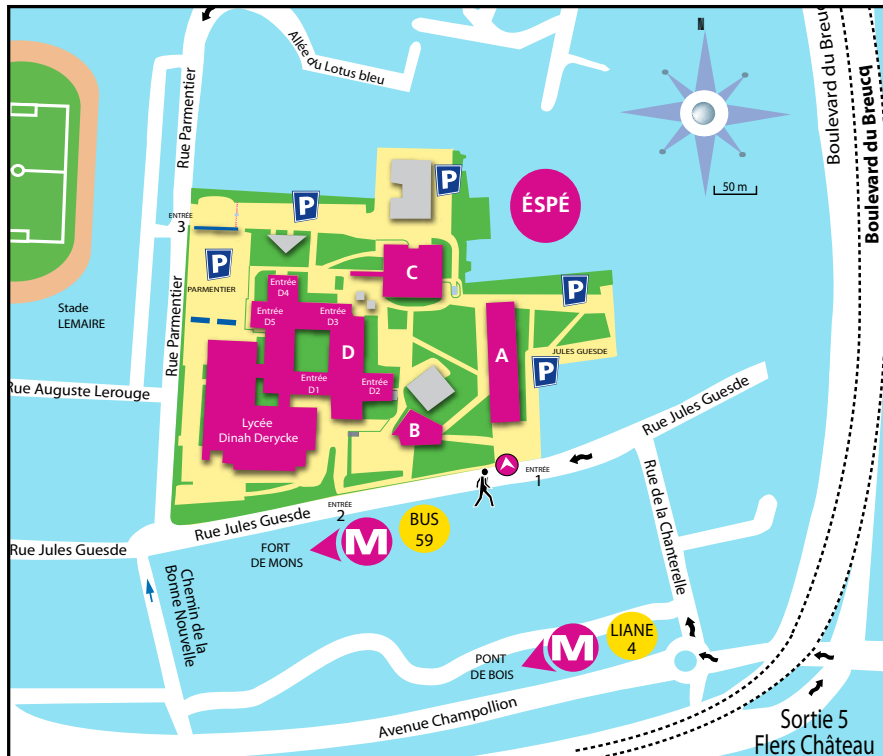 Allée du Lotus bleu
N
Boulevard du Breu
Boulevard du Breucq
Rue Parmentier
50 m
P
P
ÉSPÉ
ENTRÉE
3
P
PARMENTIER
C
P
Stade
LEMAIRE
Rue Parmentier
Entrée
D4
Entrée
D5
Entrée
D3
D
A
JULES GUESDE
P
Entrée
D1
Entrée
D2
Rue Auguste Lerouge
Lycée
Dinah Derycke
B
Rue Jules Guesde
ENTRÉE
1
Rue de la Chanterelle
Rue Jules Guesde
ENTRÉE
2
BUS
59
M
FORT
DE MONS
Rue Jules Guesde
Chemin de la
Bonne Nouvelle
LIANE
4
M
PONT
DE BOIS
Avenue Champollion
Sortie 5
Flers Château